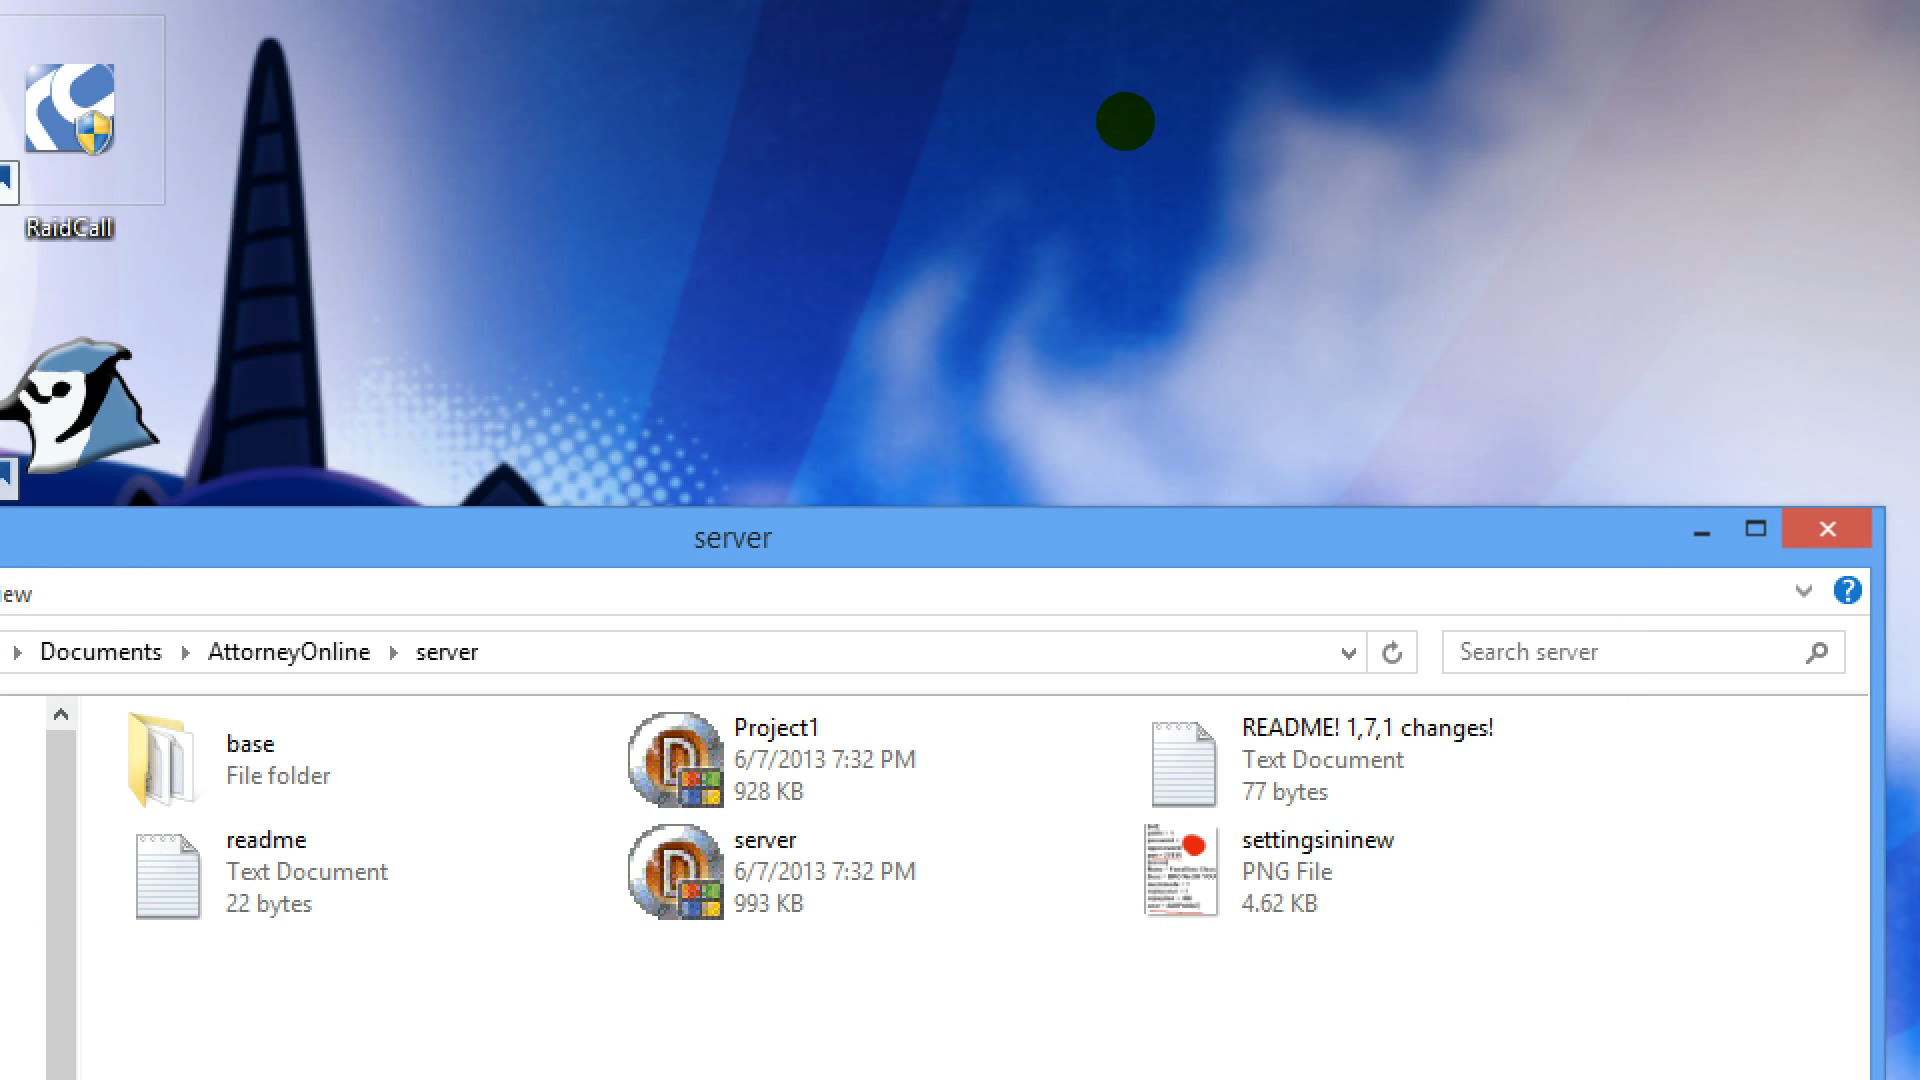 RaidCall
server
ew
Documents AttorneyOnline server
Search server
base
File folder
Project1
6/7/2013 7:32 PM
928 KB
README! 1,7,1 changes!
Text Document
77 bytes
readme
Text Document
22 bytes
server
6/7/2013 7:32 PM
993 KB
settingsininew
PNG File
4.62 KB